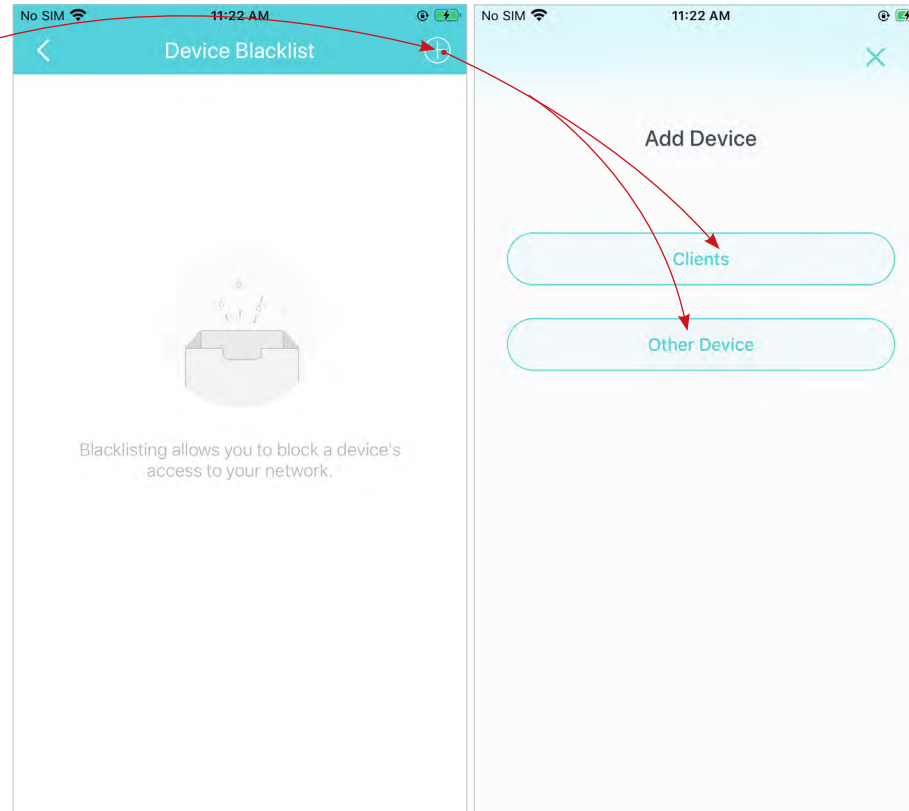 No SIM 11:22 AM
Device Blacklist
Blacklisting allows you to block a device's
access to your network.
No SIM 11:22 AM
Add Device
Clients
Other Device